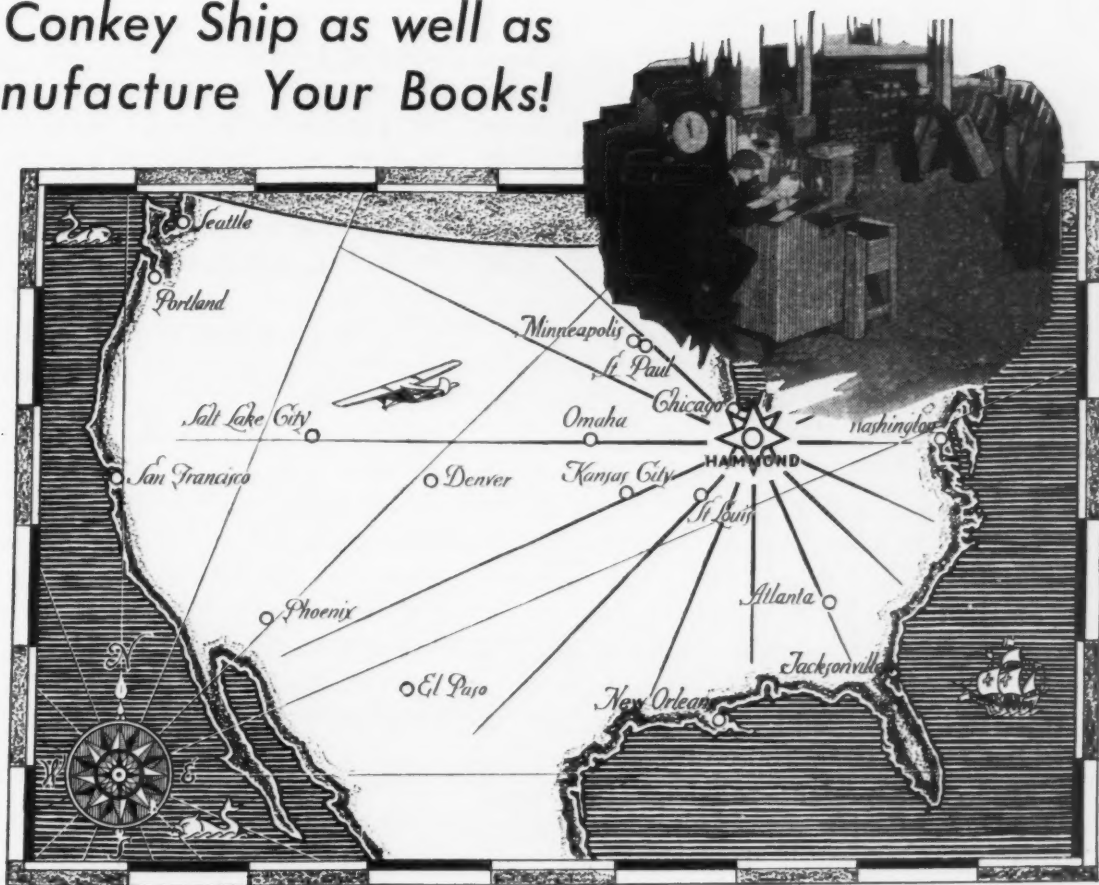 Conkey Ship as well as
nufacture Your Books!
Seattle
Portland
Minneapolis
St Paul
Chicago
Salt Lake City
Omaha
Washington
HAMMOND
San Francisco
Denver
Kansas City
St Louis
Phoenix
Atlanta
N
Jacksonville
El Paso
New Orleans
W E
S